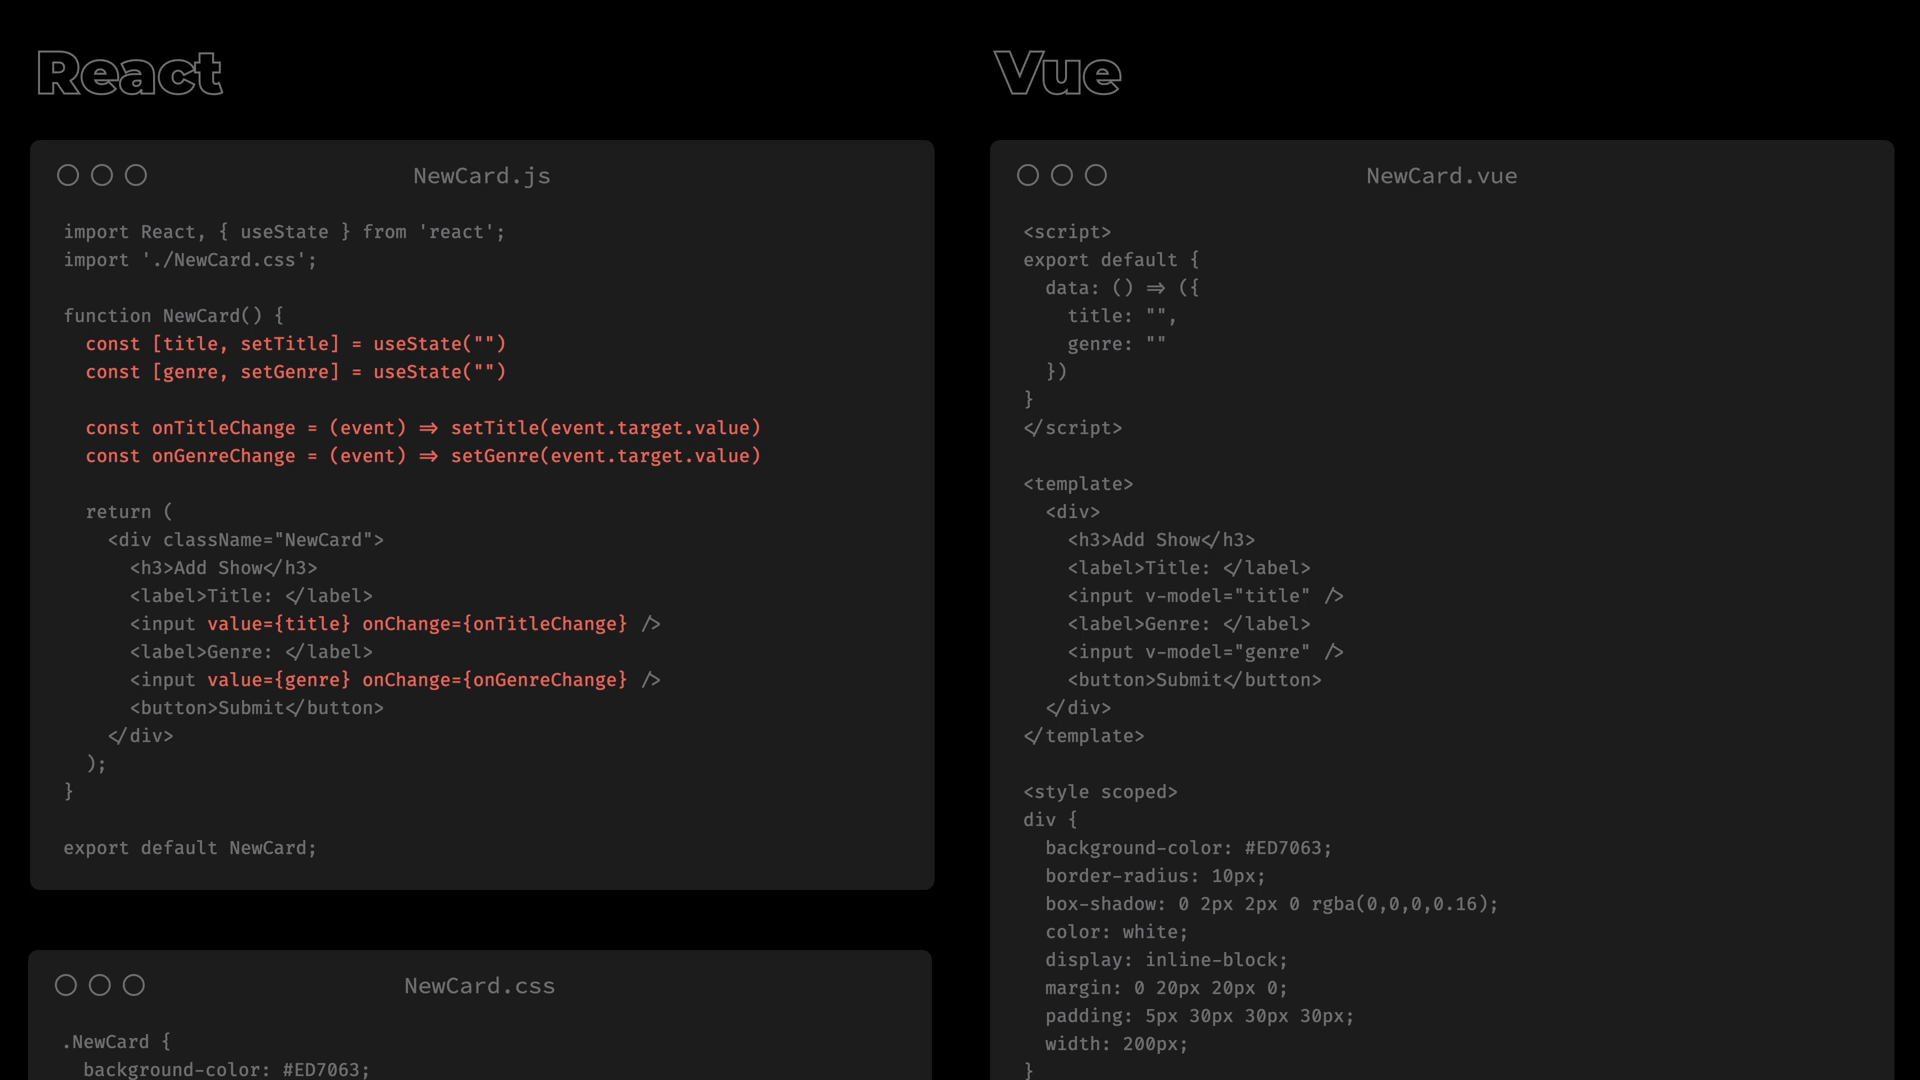 React
NewCard.js
import React, { useState } from 'react';
import './NewCard.css';
function NewCard() {
const [title, setTitle] = useState("")
const [genre, setGenre] = useState("")
const onTitleChange = (event) => setTitle(event.target.value)
const onGenreChange = (event) => setGenre(event.target.value)
return (
<div className="NewCard">
<h3>Add Show</h3>
<label>Title: </label>
<input value={title} onChange={onTitleChange} />
<label>Genre: </label>
<input value={genre} onChange={onGenreChange} />
<button>Submit</button>
</div>
);
}
export default NewCard;
NewCard.css
.NewCard {
background-color: #ED7063;
Vue
NewCard.vue
<script>
export default {
data: () => ({
title: "",
genre: ""
})
}
</script>
<template>
<div>
<h3>Add Show</h3>
<label>Title: </label>
<input v-model="title" />
<label>Genre: </label>
<input v-model="genre" />
<button>Submit</button>
</div>
</template>
<style scoped>
div {
background-color: #ED7063;
border-radius: 10px;
box-shadow: 0 2px 2px 0 rgba(0,0,0,0.16);
color: white;
display: inline-block;
margin: 0 20px 20px 0;
padding: 5px 30px 30px 30px;
width: 200px;
}